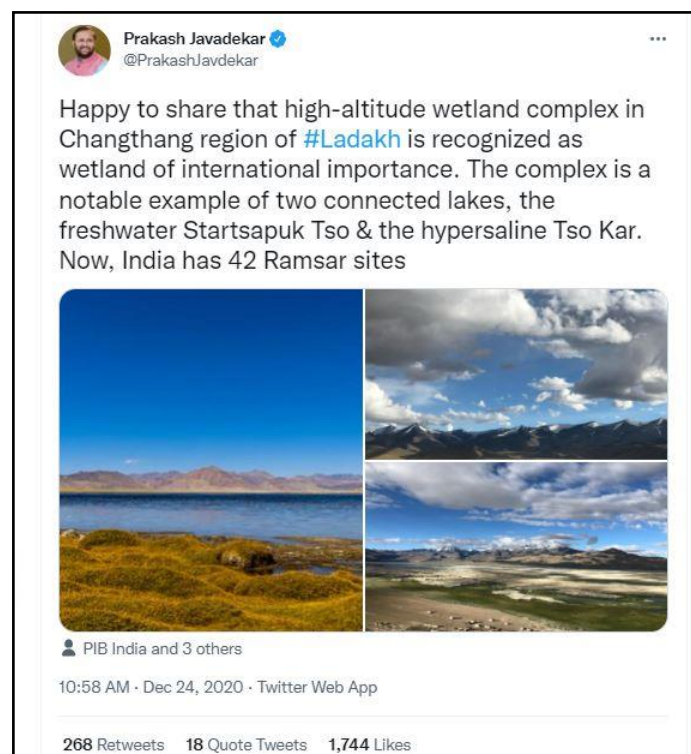 Prakash Javadekar
@PrakashJavdekar
Happy to share that high-altitude wetland complex in
Changthang region of #Ladakh is recognized as
wetland of international importance. The complex is a
notable example of two connected lakes, the
freshwater Startsapuk Tso & the hypersaline Tso Kar.
Now, India has 42 Ramsar sites
PIB India and 3 others
10:58 AM · Dec 24, 2020 · Twitter Web App
268 Retweets 18 Quote Tweets 1,744 Likes